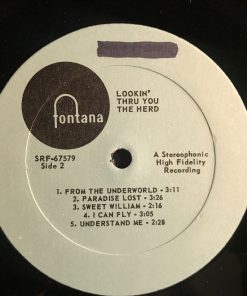 fontana
LOOKIN'
THRU YOU
THE HERD
SRF-67579
Side 2
A Stereophonic
High Fidelity
Recording
1. FROM THE UNDERWORLD - 3:11
2. PARADISE LOST - 3:26
3. SWEET WILLIAM - 2:16
4. I CAN FLY - 3:05
5. UNDERSTAND ME - 2:28